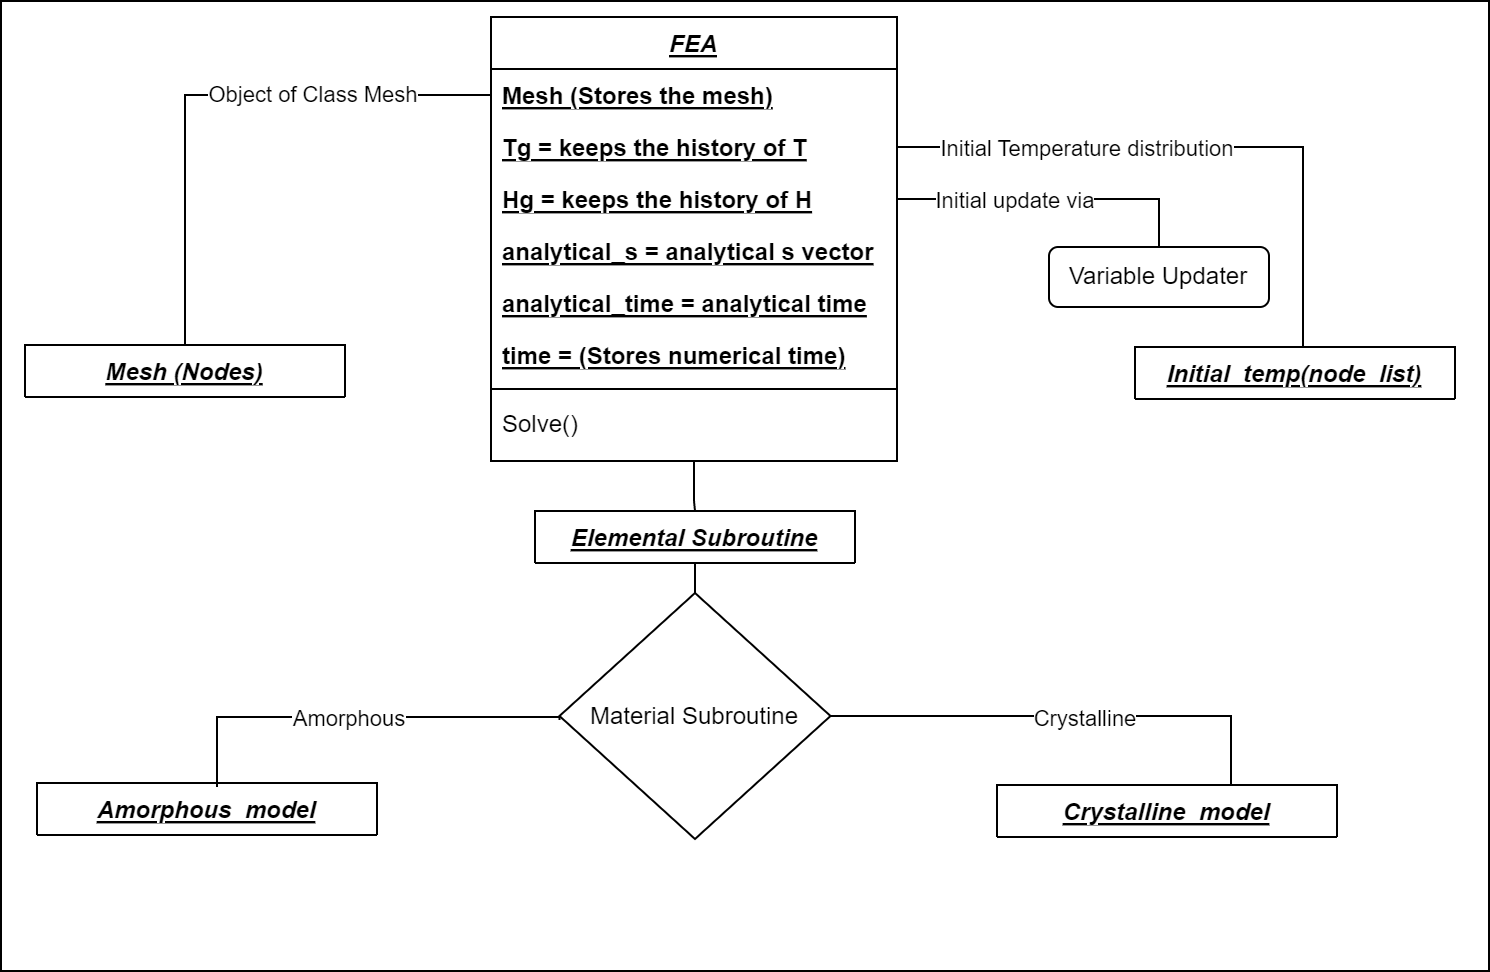 FEA
Object of Class Mesh
Mesh (Stores the mesh)
Tg = keeps the history of T
Initial Temperature distribution
Hg = keeps the history of H
Initial update via
analytical_s = analytical s vector
Variable Updater
analytical_time = analytical time
time = (Stores numerical time)
Mesh (Nodes)
Initial_temp(node_list)
Solve()
Elemental Subroutine
Material Subroutine
Amorphous
Crystalline
Amorphous_model
Crystalline_model